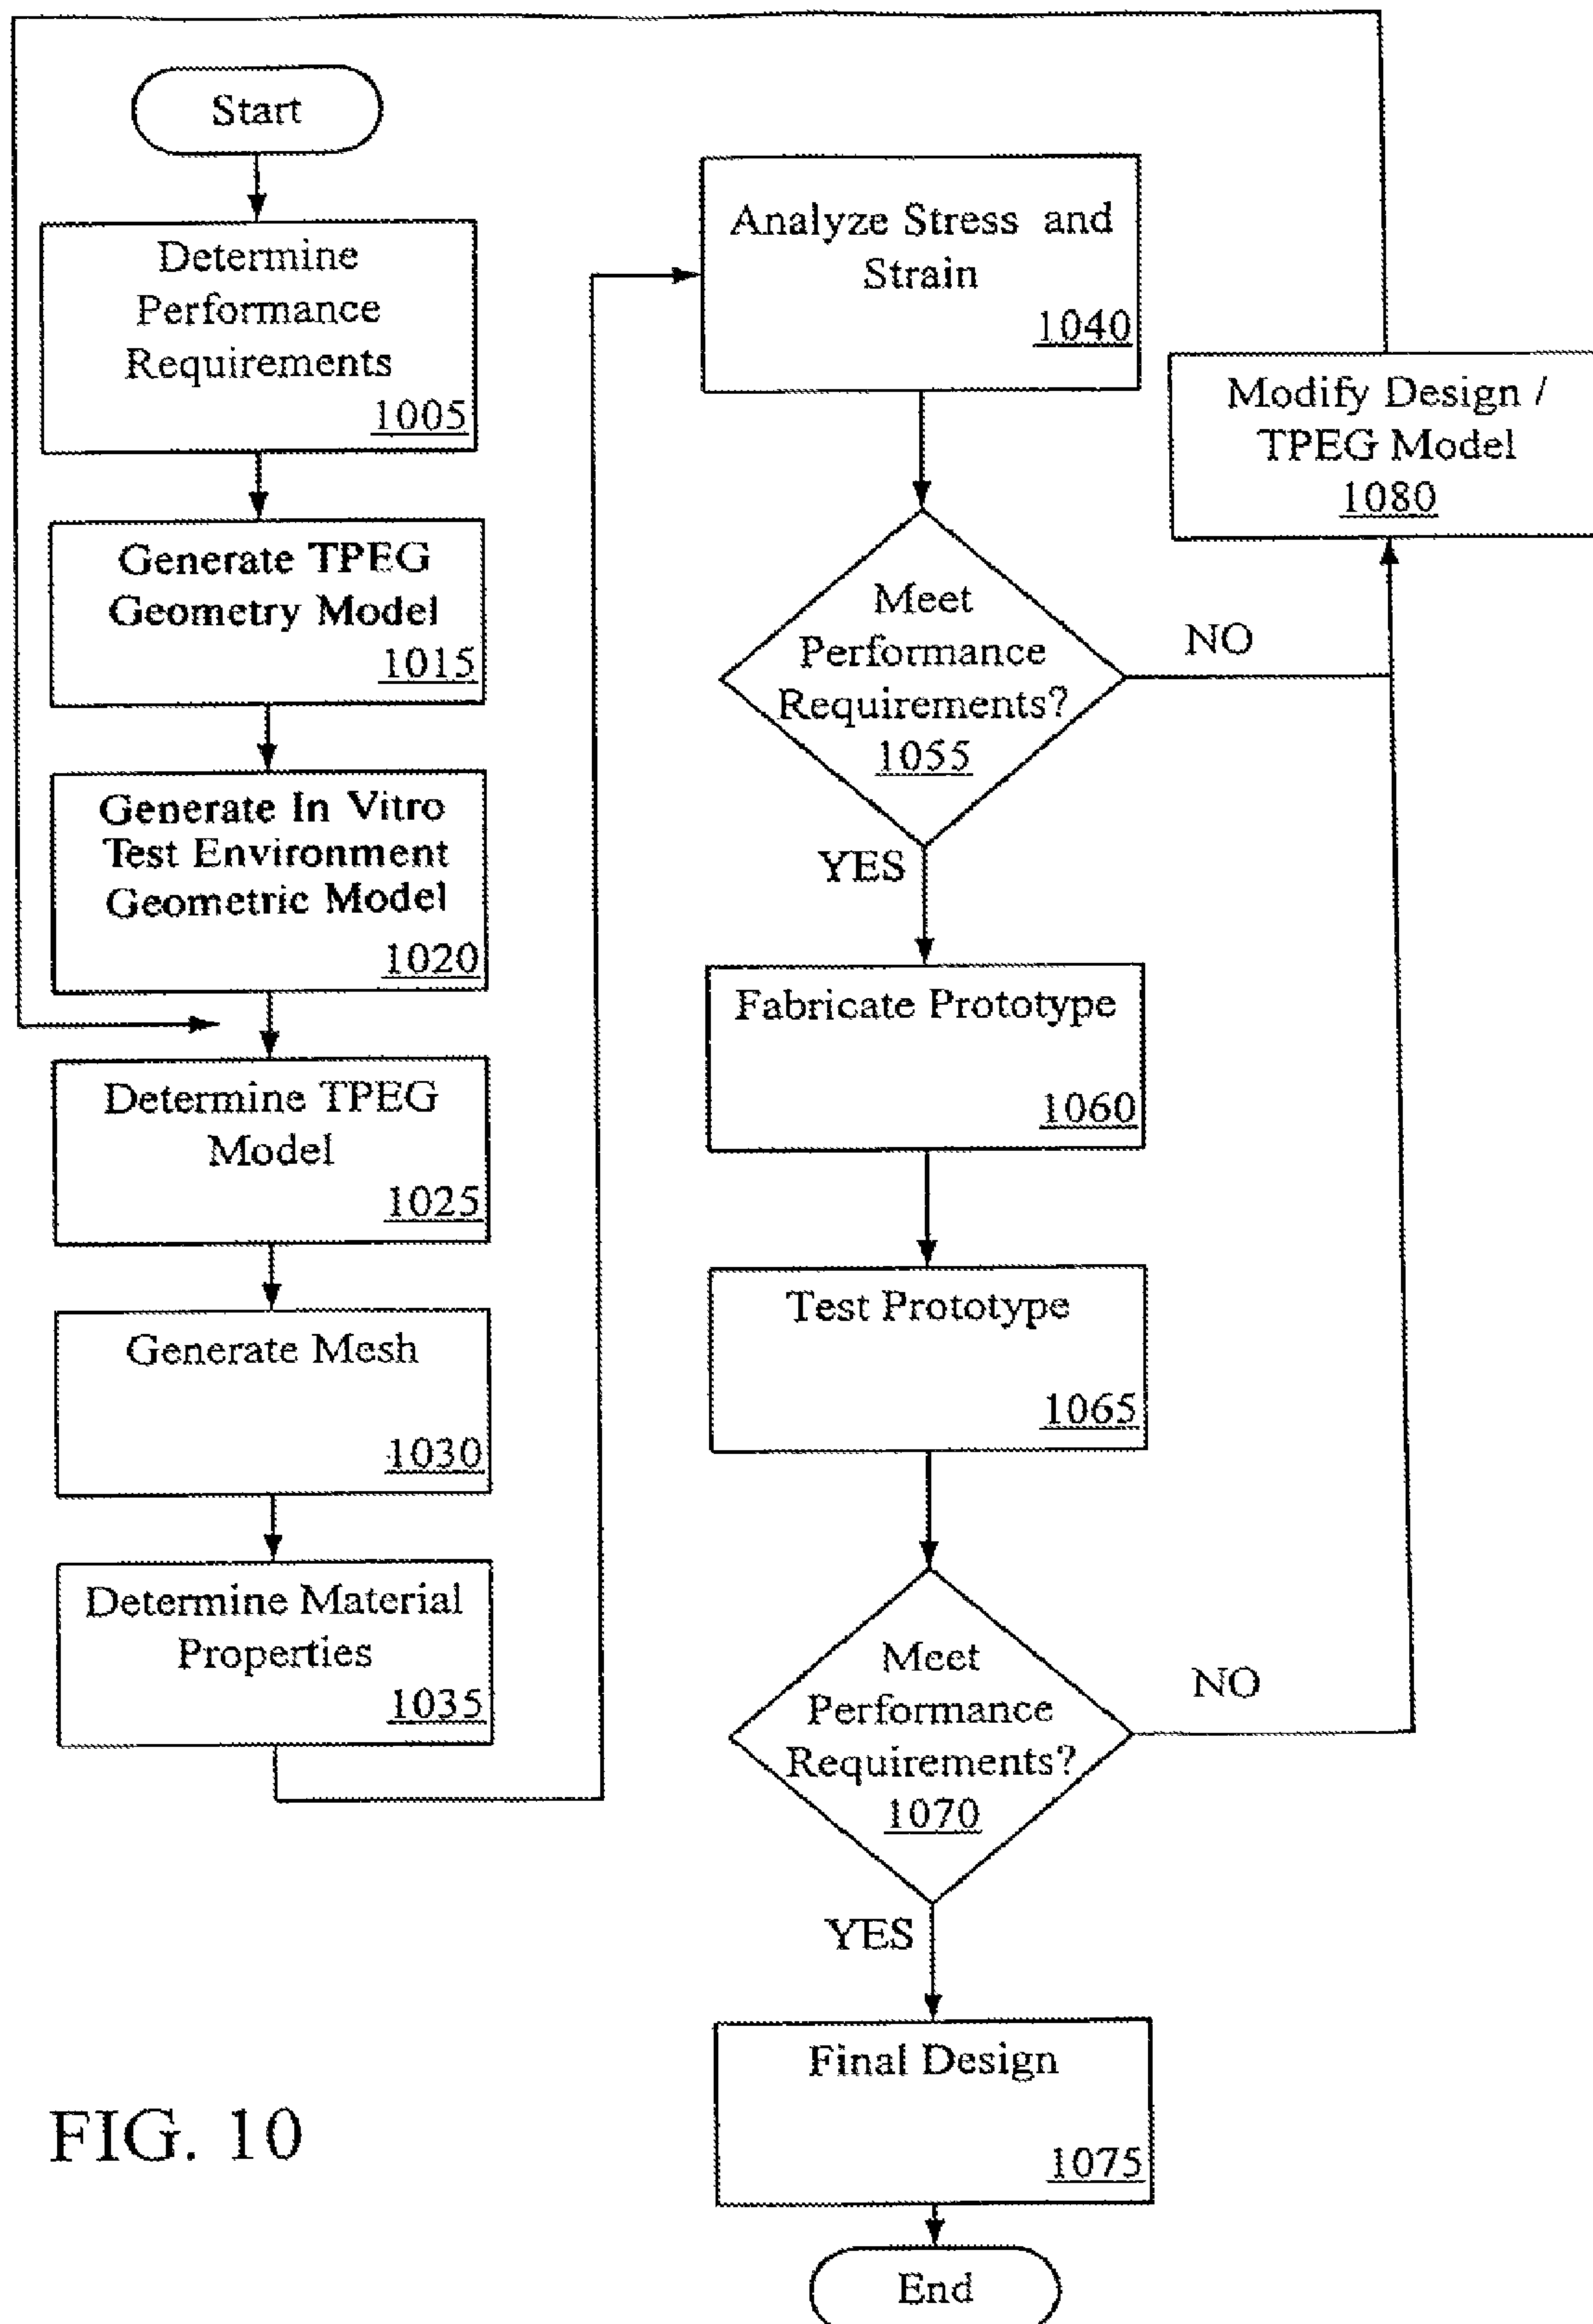 Start
Determine
Performance
Requirements
1005
Generate TPEG
Geometry Model
1015
Generate In Vitro
Test Environment
Geometric Model
1020
Determine TPEG
Model
1025
Generate Mesh
1030
Determine Material
Properties
1035
Analyze Stress and
Strain
1040
Meet
Performance
Requirements?
1055
NO
YES
Modify Design /
TPEG Model
1080
Fabricate Prototype
1060
Test Prototype
1065
Meet
Performance
Requirements?
1070
NO
YES
Final Design
1075
End
FIG. 10